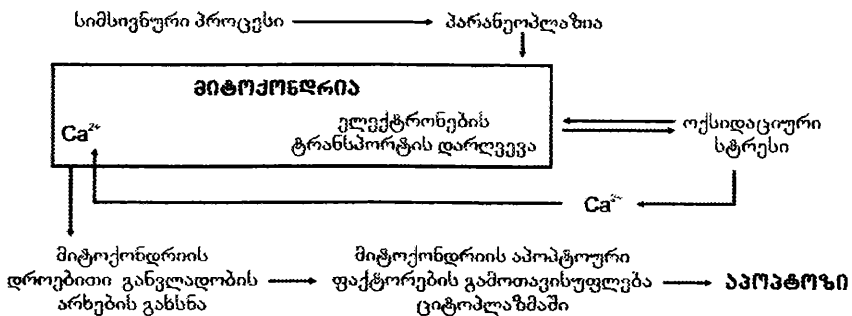 სიმსივნური პროცესი
პარანეოპლაზია
მიტოქონდრია
Ca²⁺
ელექტრონების
ტრანსპორტის დარღვევა
ოქსიდაციური
სტრესი
Ca²⁺
მიტოქონდრიის
დროებითი განვლადობის
არხების გახსნა
მიტოქონდრიის აპოპტოური
ფაქტორების გამოთავისუფლება
ციტოპლაზმაში
აპოპტოზი